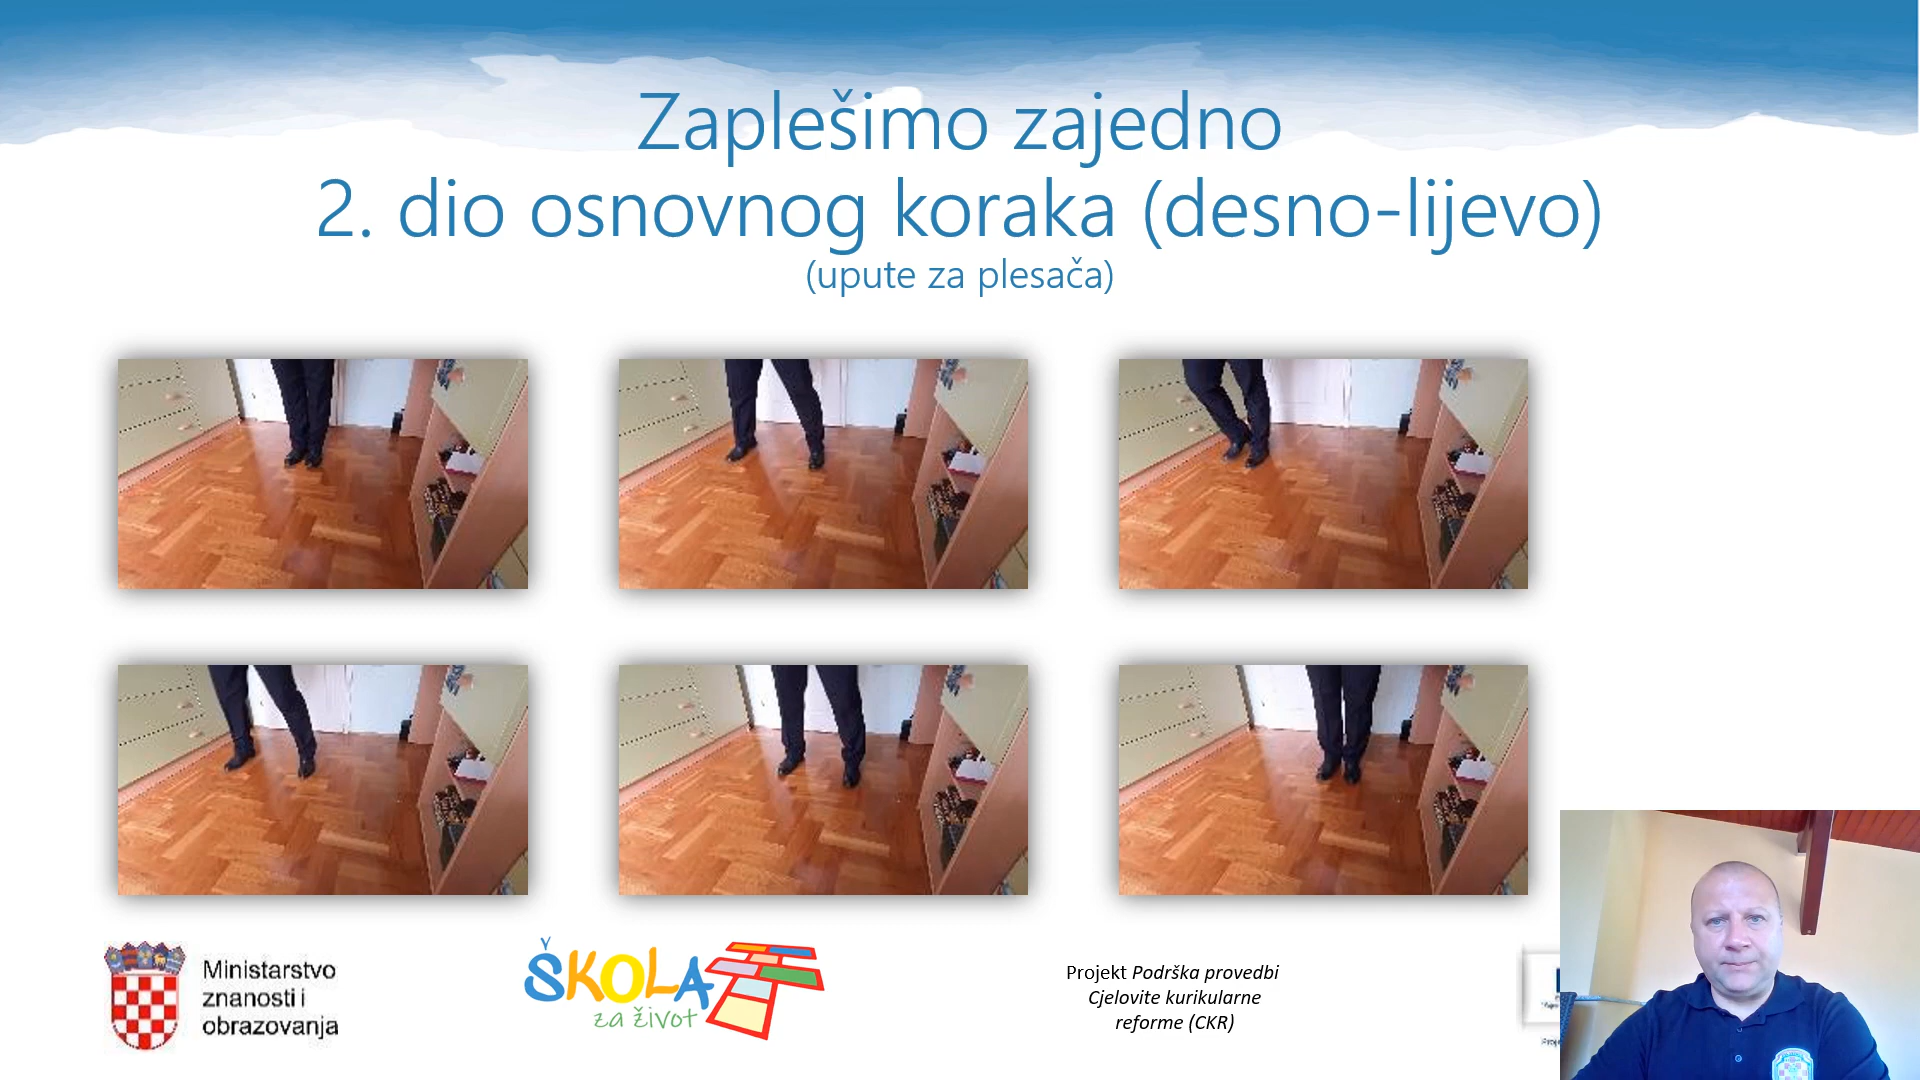 Zaplešimo zajedno
2. dio osnovnog koraka (desno-lijevo)
(upute za plesača)
Ministarstvo
znanosti i
obrazovanja
ŠKOLA
za život
Projekt Podrška provedbi
Cjelovite kurikularne
reforme (CKR)